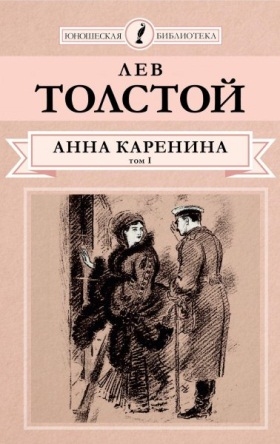 ЮНОШЕСКАЯ БИБЛИОТЕКА
ЛЕВ
ТОЛСТОЙ
АННА КАРЕНИНА
ТОМ I